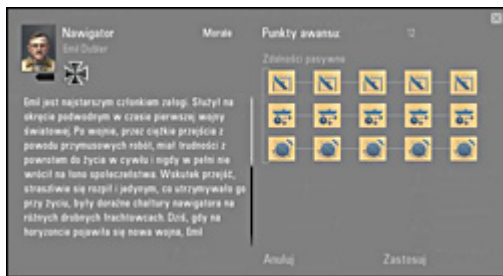 Nawigator
Morale
Emil Dubler
Punkty awansu:
12
Zdolności pasywne
Emil jest najstarszym członkiem załogi. Służył na
okręcie podwodnym w czasie pierwszej wojny
światowej. Po wojnie, przez ciężkie przejścia z
powodu przymusowych robót, miał trudności z
powrotem do życia w cywilu i nigdy w pełni nie
wrócił na łono społeczeństwa. Wskutek przejść,
straszliwie się rozpił i jedynym, co utrzymywało go
przy życiu, były doraźne chałtury nawigatora na
różnych drobnych frachtowcach. Dziś, gdy na
horyzoncie pojawiła się nowa wojna, Emil
Anuluj
Zastosuj